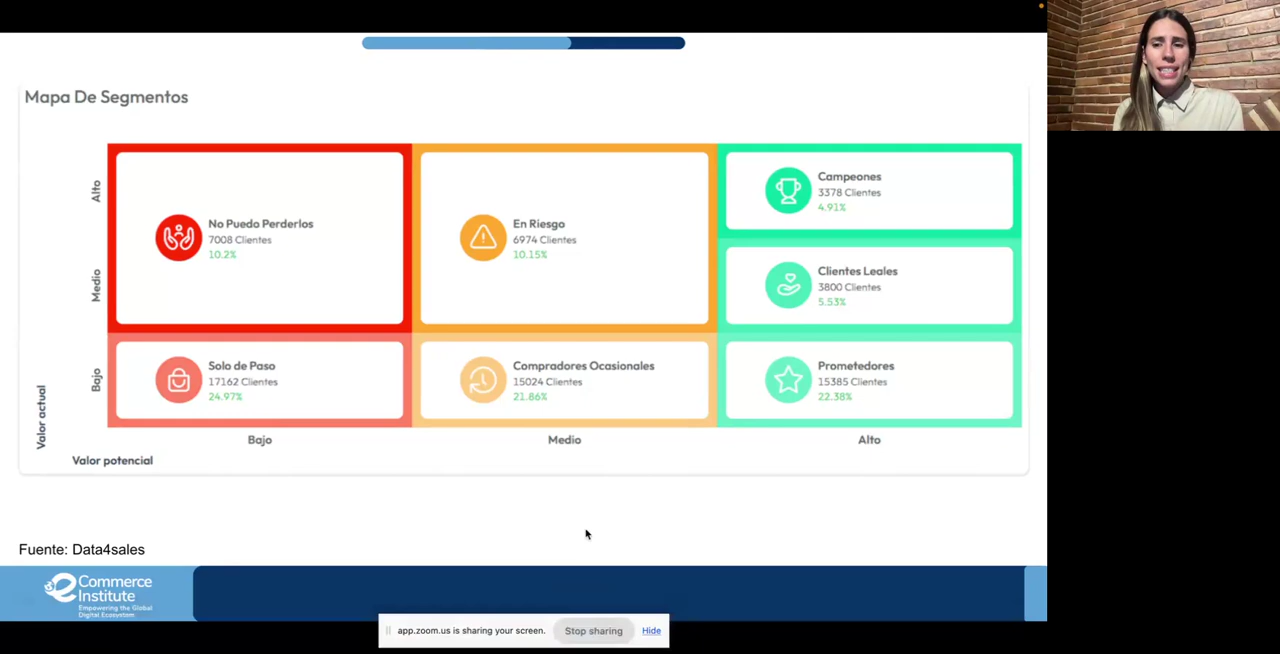 Mapa De Segmentos
Alto
No Puedo Perderlos
7008 Clientes
10.2%
En Riesgo
6974 Clientes
10.15%
Campeones
3378 Clientes
4.91%
Medio
Clientes Leales
3800 Clientes
5.53%
Bajo
Solo de Paso
17162 Clientes
24.97%
Compradores Ocasionales
15024 Clientes
21.86%
Prometedores
15385 Clientes
22.38%
Valor actual
Bajo
Medio
Alto
Valor potencial
Fuente: Data4sales
eCommerce
Institute
Empowering the Global
Digital Ecosystem
app.zoom.us is sharing your screen.
Stop sharing
Hide